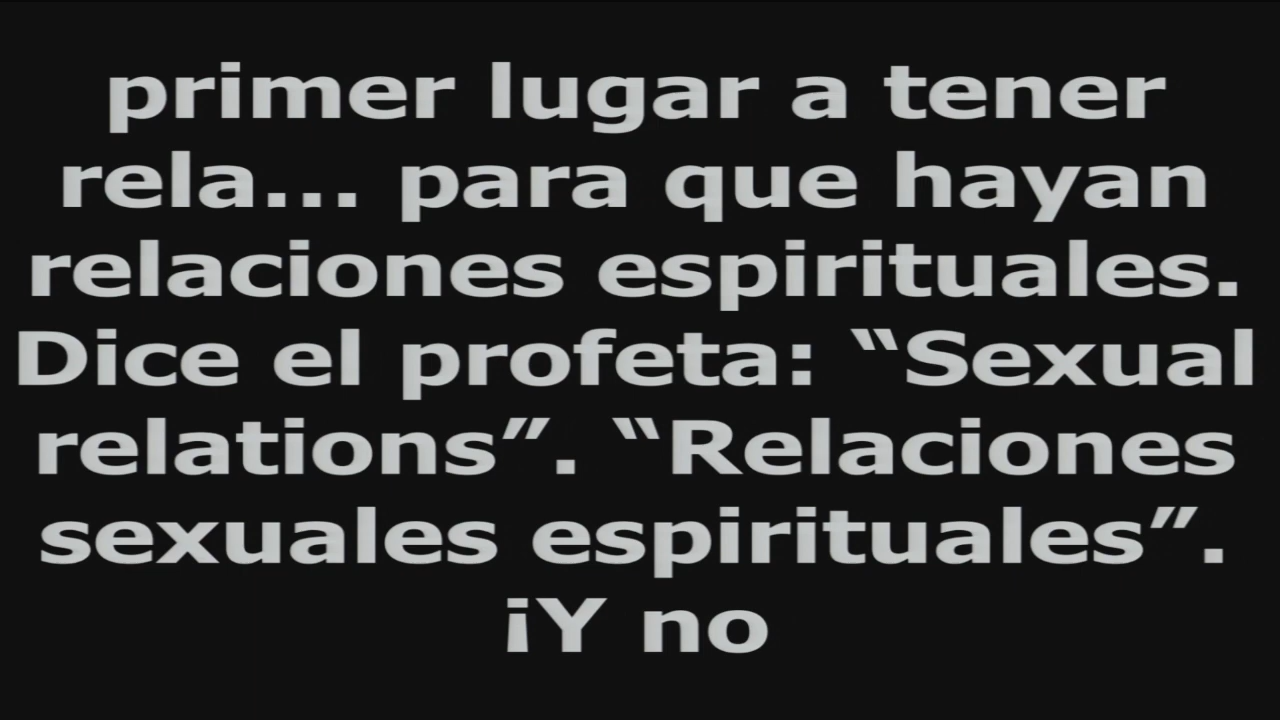 primer lugar a tener
rela... para que hayan
relaciones espirituales.
Dice el profeta: “Sexual
relations”. “Relaciones
sexuales espirituales”.
¡Y no